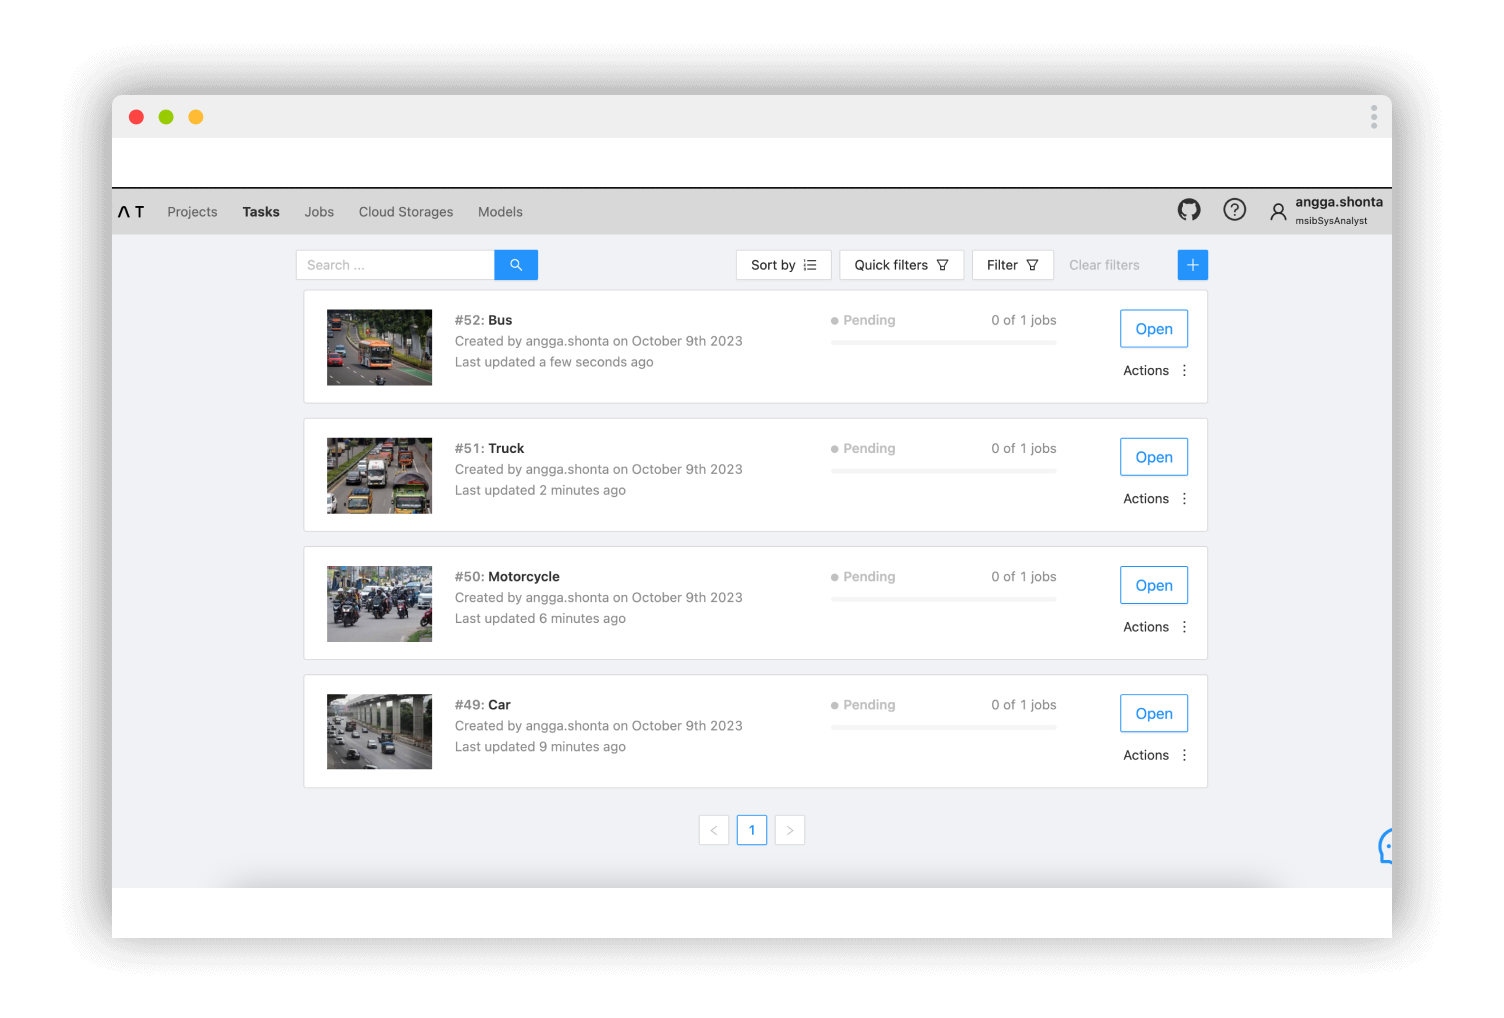 ΛT Projects Tasks Jobs Cloud Storages Models angga.shonta
msibSysAnalyst
Search ... Sort by Quick filters Filter Clear filters +
#52: Bus Pending 0 of 1 jobs Open
Created by angga.shonta on October 9th 2023
Last updated a few seconds ago Actions
#51: Truck Pending 0 of 1 jobs Open
Created by angga.shonta on October 9th 2023
Last updated 2 minutes ago Actions
#50: Motorcycle Pending 0 of 1 jobs Open
Created by angga.shonta on October 9th 2023
Last updated 6 minutes ago Actions
#49: Car Pending 0 of 1 jobs Open
Created by angga.shonta on October 9th 2023
Last updated 9 minutes ago Actions
< 1 >